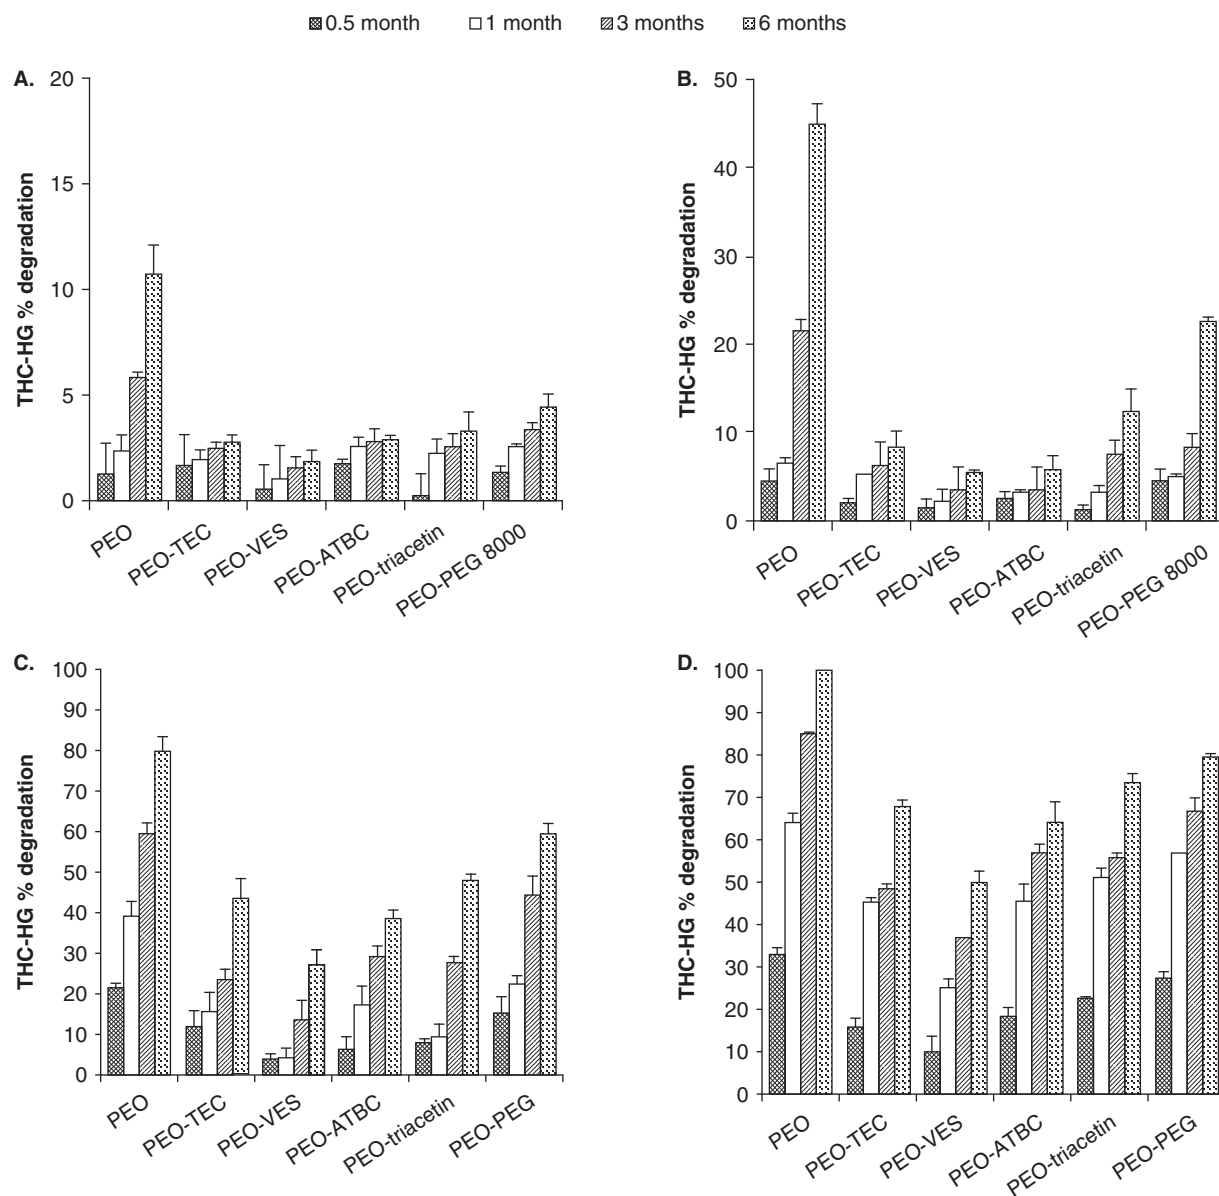 0.5 month 1 month 3 months 6 months
A.
THC-HG % degradation
20
15
10
5
0
PEO
PEO-TEC
PEO-VES
PEO-ATBC
PEO-triacetin
PEO-PEG 8000
B.
THC-HG % degradation
50
40
30
20
10
0
PEO
PEO-TEC
PEO-VES
PEO-ATBC
PEO-triacetin
PEO-PEG 8000
C.
THC-HG % degradation
100
90
80
70
60
50
40
30
20
10
0
PEO
PEO-TEC
PEO-VES
PEO-ATBC
PEO-triacetin
PEO-PEG
D.
THC-HG % degradation
100
90
80
70
60
50
40
30
20
10
0
PEO
PEO-TEC
PEO-VES
PEO-ATBC
PEO-triacetin
PEO-PEG